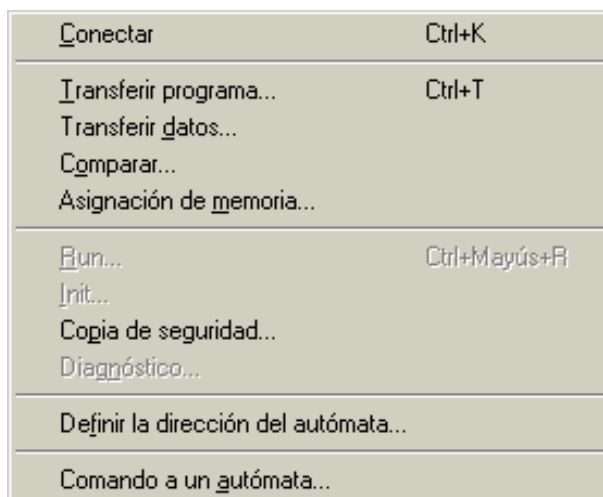 Conectar Ctrl+K
Transferir programa... Ctrl+T
Transferir datos...
Comparar...
Asignación de memoria...
Run... Ctrl+Mayús+R
Init...
Copia de seguridad...
Diagnóstico...
Definir la dirección del autómata...
Comando a un autómata...